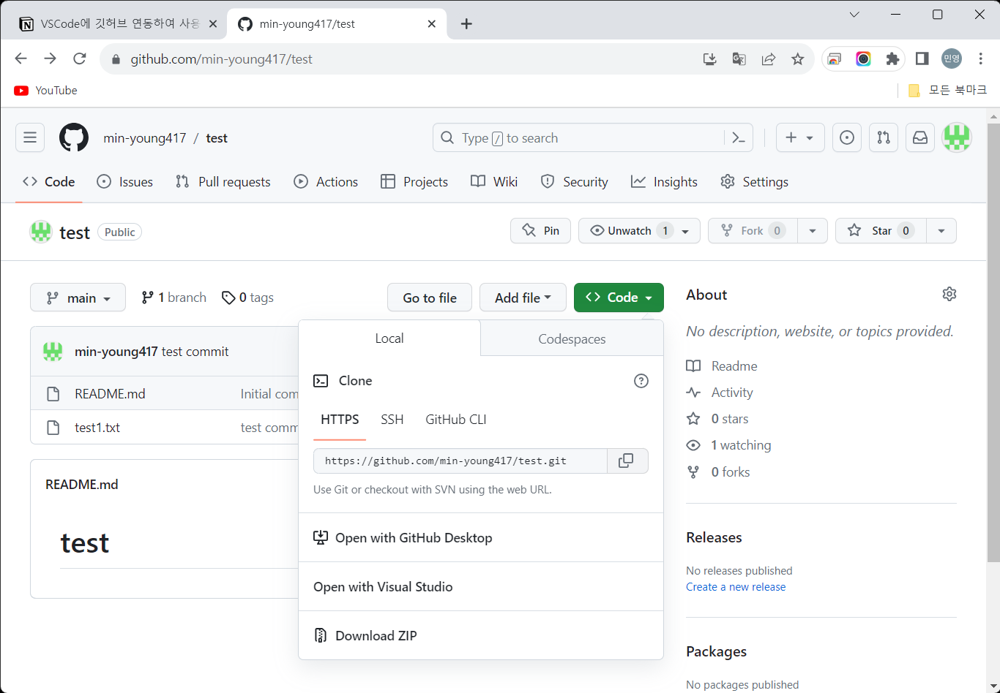 VSCode에 깃허브 연동하여 사용
min-young417/test
github.com/min-young417/test
민영
YouTube
모든 북마크
min-young417 / test
Type / to search
Code
Issues
Pull requests
Actions
Projects
Wiki
Security
Insights
Settings
test Public
Pin
Unwatch 1
Fork 0
Star 0
main
1 branch
0 tags
Go to file
Add file
Code
min-young417 test commit
README.md Initial com
test1.txt test comm
README.md
test
Local
Codespaces
Clone
HTTPS
SSH
GitHub CLI
https://github.com/min-young417/test.git
Use Git or checkout with SVN using the web URL.
Open with GitHub Desktop
Open with Visual Studio
Download ZIP
About
No description, website, or topics provided.
Readme
Activity
0 stars
1 watching
0 forks
Releases
No releases published
Create a new release
Packages
No packages published